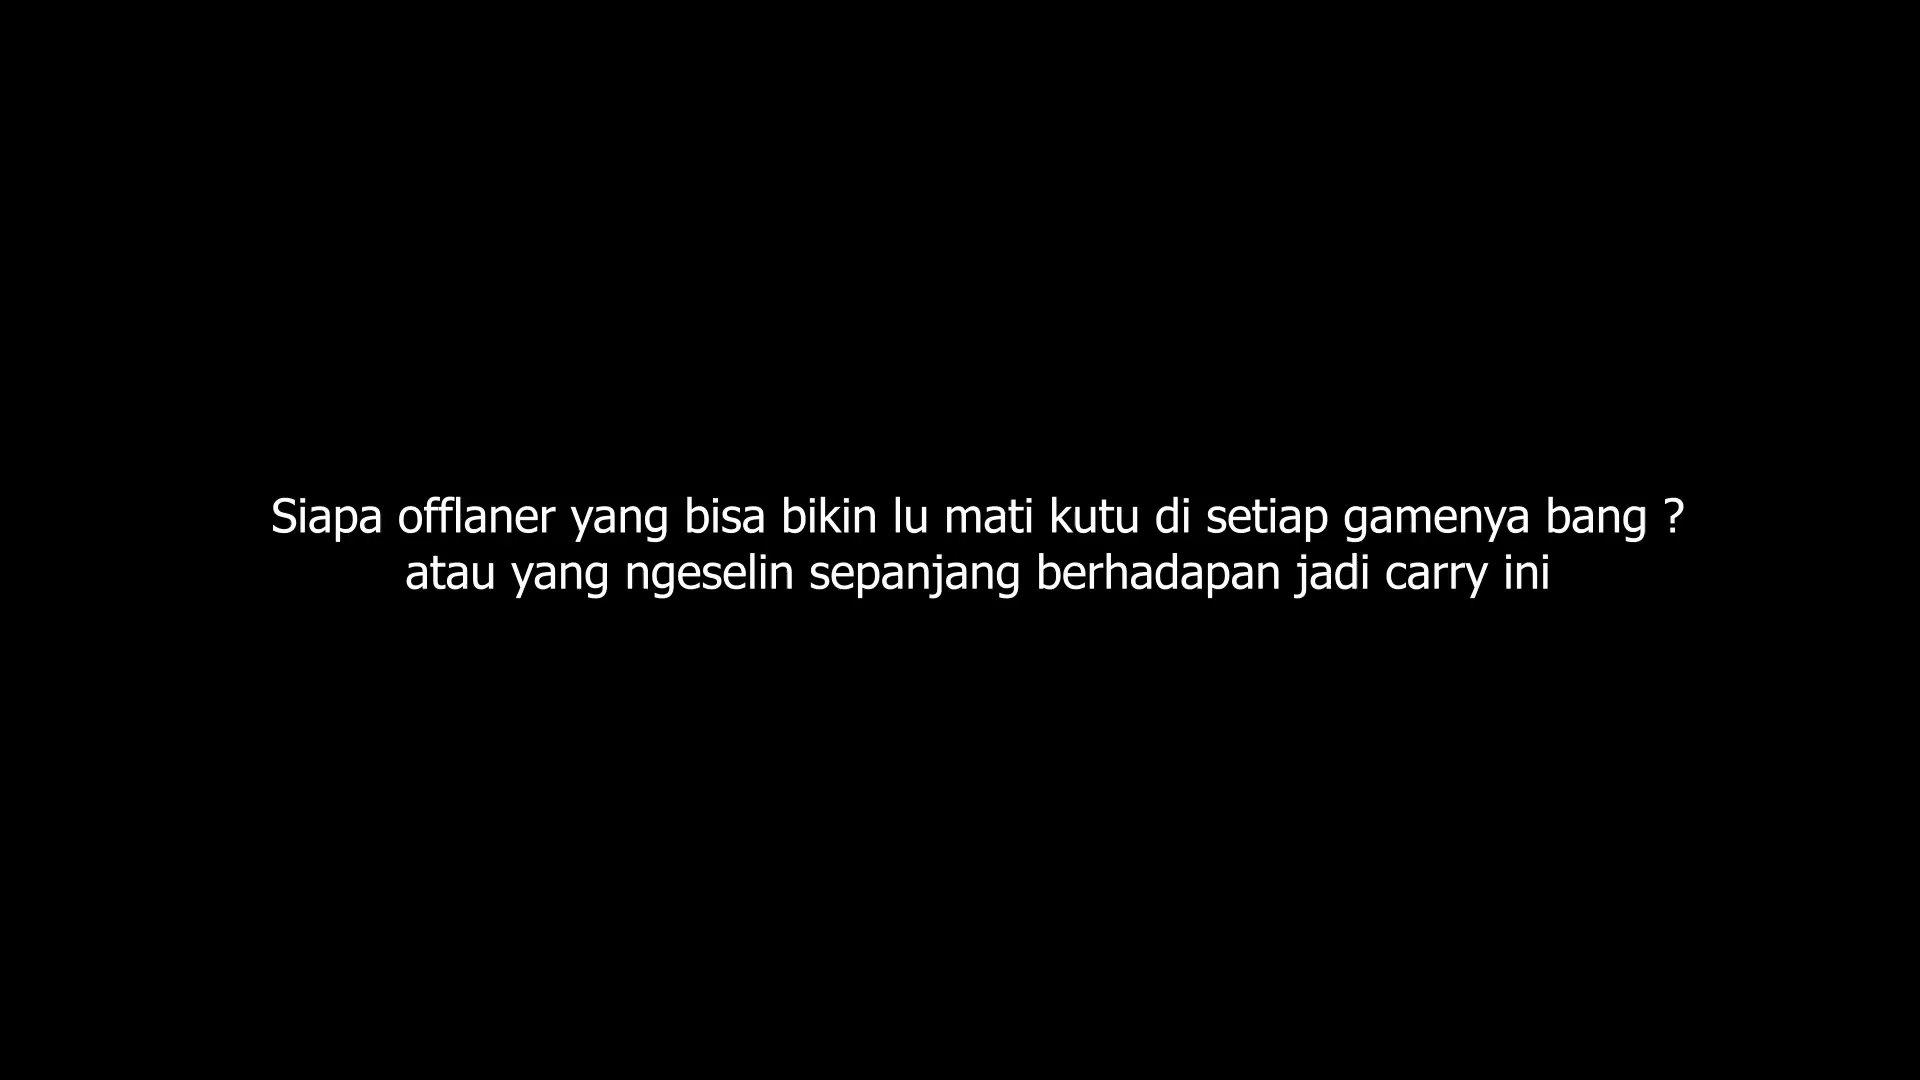 Siapa offlaner yang bisa bikin lu mati kutu di setiap gamenya bang ?
atau yang ngeselin sepanjang berhadapan jadi carry ini